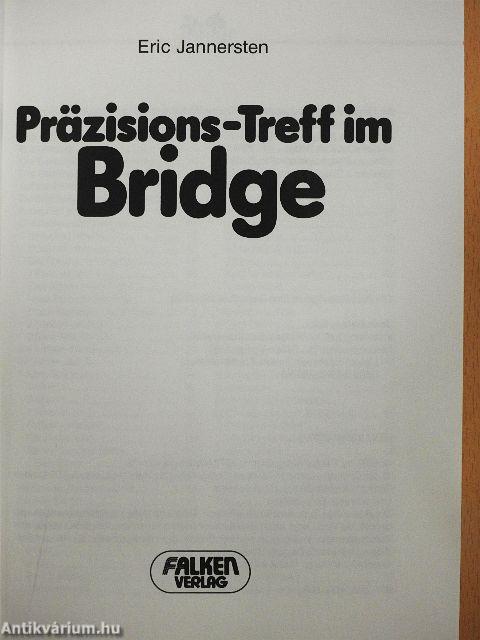 Eric Jannersten
Präzisions-Treff im
Bridge
FALKEN
VERLAG
Antikvárium.hu